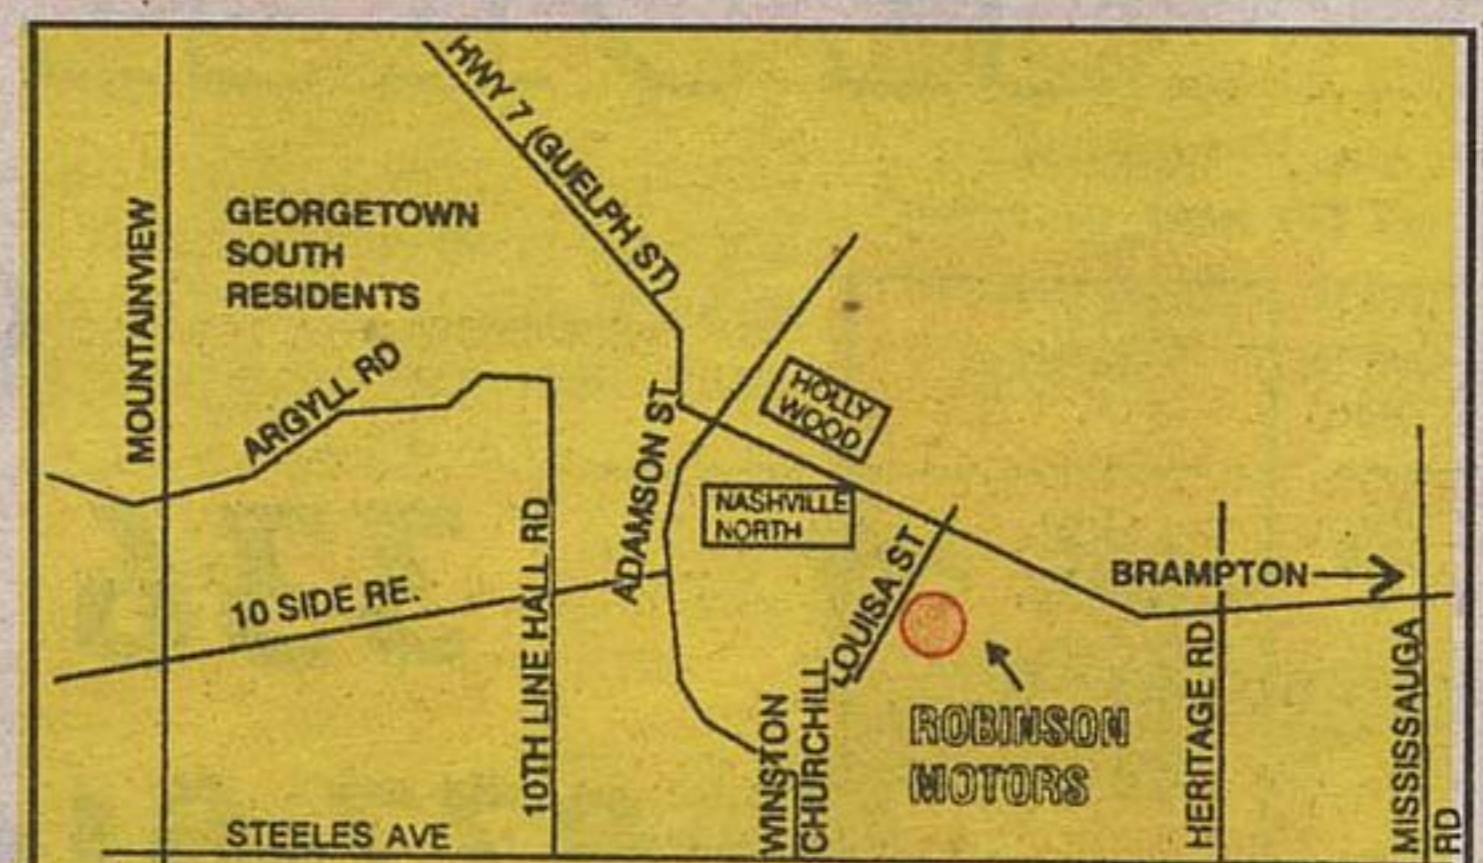 HWY 7 (GUELPH ST)
MOUNTAINVIEW
GEORGETOWN
SOUTH
RESIDENTS
ARGYLL RD
ADAMSON ST
HOLLY
WOOD
NASHVILLE
NORTH
LOUISA ST
10TH LINE HALL RD
10 SIDE RE.
BRAMPTON
HERITAGE RD
MISSISSAUGA
RD
WINSTON
CHURCHILL
ROBINSON
MOTORS
STEELES AVE